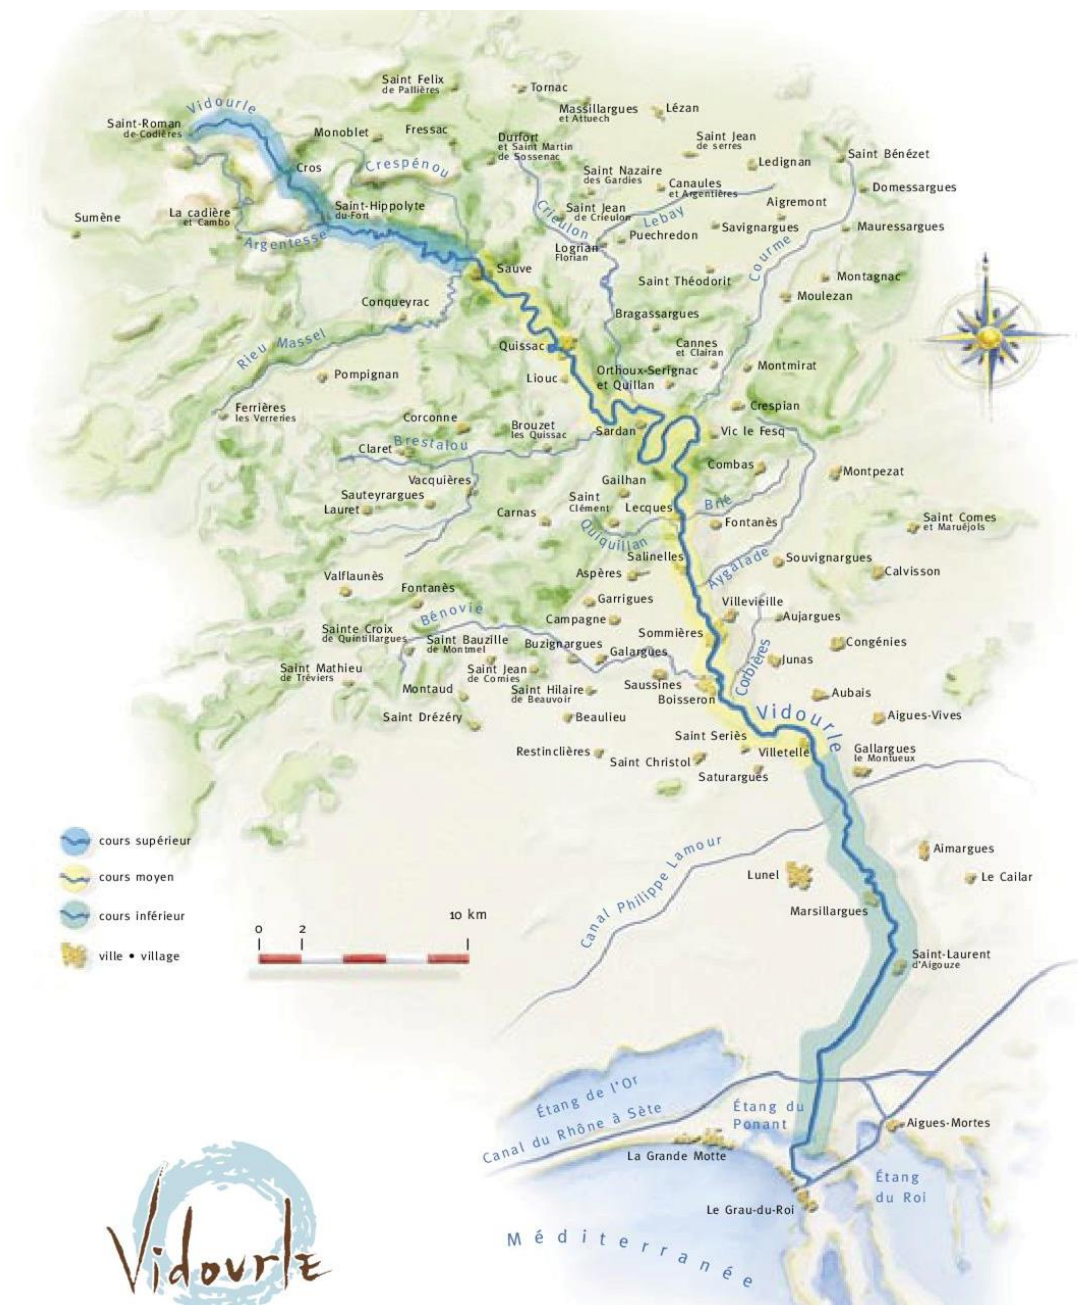 Saint Felix
de Pallières
Tornac
Massillargues
et Attuech
Lézan
Vidourle
Saint-Roman
de-Codières
Monoblet
Fressac
Durfort
et Saint Martin
de Sossenac
Saint Jean
de serres
Ledignan
Saint Bénézet
Cros
Crespénou
Saint Nazaire
des Gardies
Canaules
et Argentières
Domessargues
Sumène
La cadière
et Cambo
Saint-Hippolyte
du-Fort
Argentesse
Crieulon
Saint Jean
de Crieulon
Lebay
Aigremont
Savignargues
Mauressargues
Puechredon
Logrian
Florian
Courme
Sauve
Saint Théodorit
Montagnac
Moulezan
Conqueyrac
Bragassargues
Rieu Massel
Quissac
Cannes
et Clairan
Pompignan
Liouc
Orthoux-Serignac
et Quillan
Montmirat
Ferrières
les Verreries
Corconne
Brouzet
les Quissac
Sardan
Crespian
Vic le Fesq
Claret
Brestalou
Vacquières
Combas
Montpezat
Sauteyrargues
Lauret
Gailhan
Saint
Clément
Lecques
Brié
Carnas
Fontanès
Saint Comes
et Maruéjols
Quiquillan
Salinelles
Aygalade
Souvignargues
Calvisson
Valflaunès
Fontanès
Aspères
Garrigues
Villevieille
Bénovie
Campagne
Aujargues
Sainte Croix
de Quintillargues
Saint Bauzille
de Montmel
Buzignargues
Sommières
Galargues
Congénies
Corbières
Junas
Saint Mathieu
de Tréviers
Saint Jean
de Cornies
Montaud
Saint Hilaire
de Beauvoir
Saussines
Boisseron
Aubais
Saint Drézéry
Beaulieu
Vidourle
Aigues-Vives
Saint Seriès
Restinclières
Saint Christol
Villetelle
Gallargues
le Montueux
Saturargues
cours supérieur
cours moyen
cours inférieur
ville • village
0 2 10 km
Canal Philippe Lamour
Lunel
Aimargues
Le Cailar
Marsillargues
Saint-Laurent
d'Aigouze
Étang de l'Or
Canal du Rhône à Sète
Étang du
Ponant
Aigues-Mortes
La Grande Motte
Étang
du Roi
Le Grau-du-Roi
Méditerranée
Vidourle